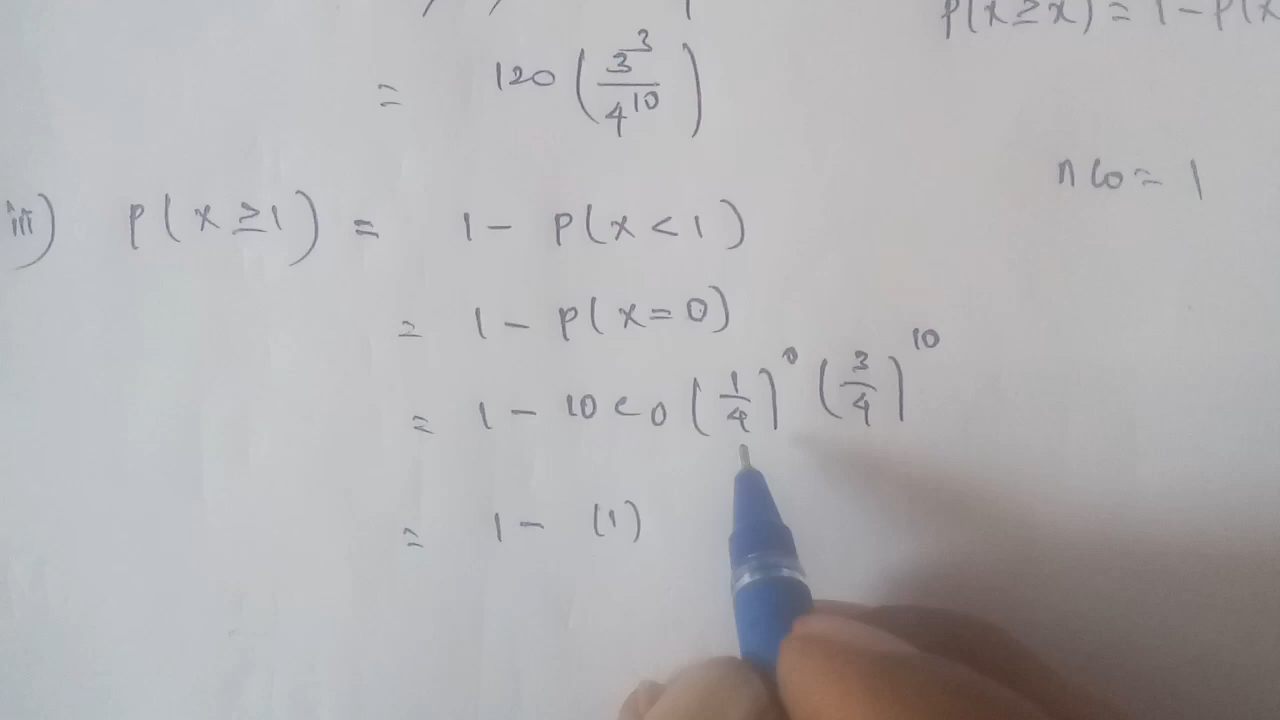 P(x≥x) = 1 - P(x
= 120 (3^3/4^10)
nC0 = 1
iii) P(x≥1) = 1 - P(x<1)
= 1 - P(x=0)
= 1 - 10C0 (1/4)^0 (3/4)^10
= 1 - (1)